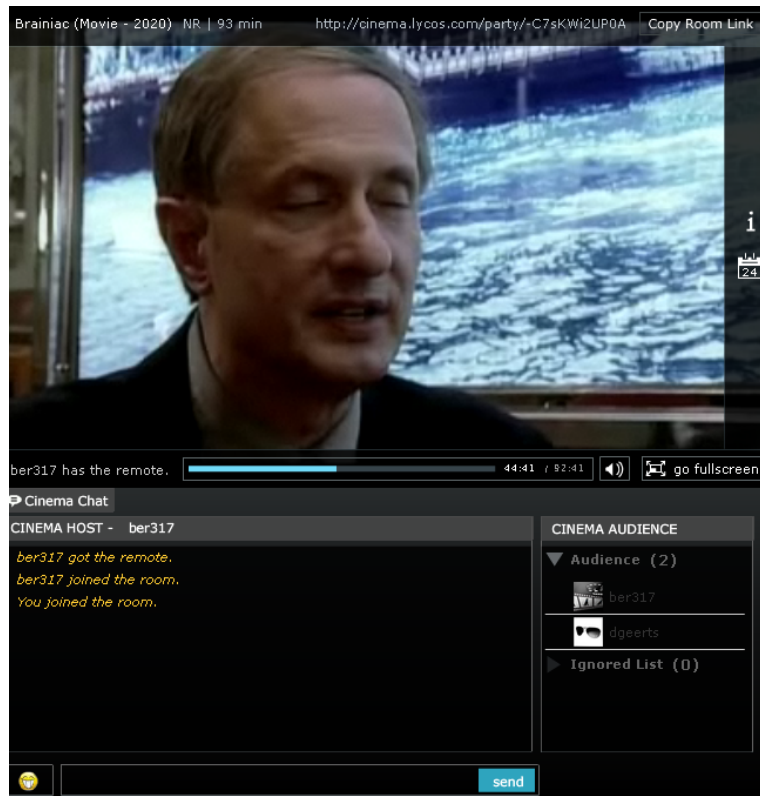 Brainiac (Movie - 2020) NR | 93 min http://cinema.lycos.com/party/-C7sKWi2UP0A Copy Room Link
i
24
ber317 has the remote. 44:41 / 92:41 go fullscreen
Cinema Chat
CINEMA HOST - ber317 CINEMA AUDIENCE
ber317 got the remote.
ber317 joined the room.
You joined the room.
Audience (2)
ber317
dgeerts
Ignored List (0)
send